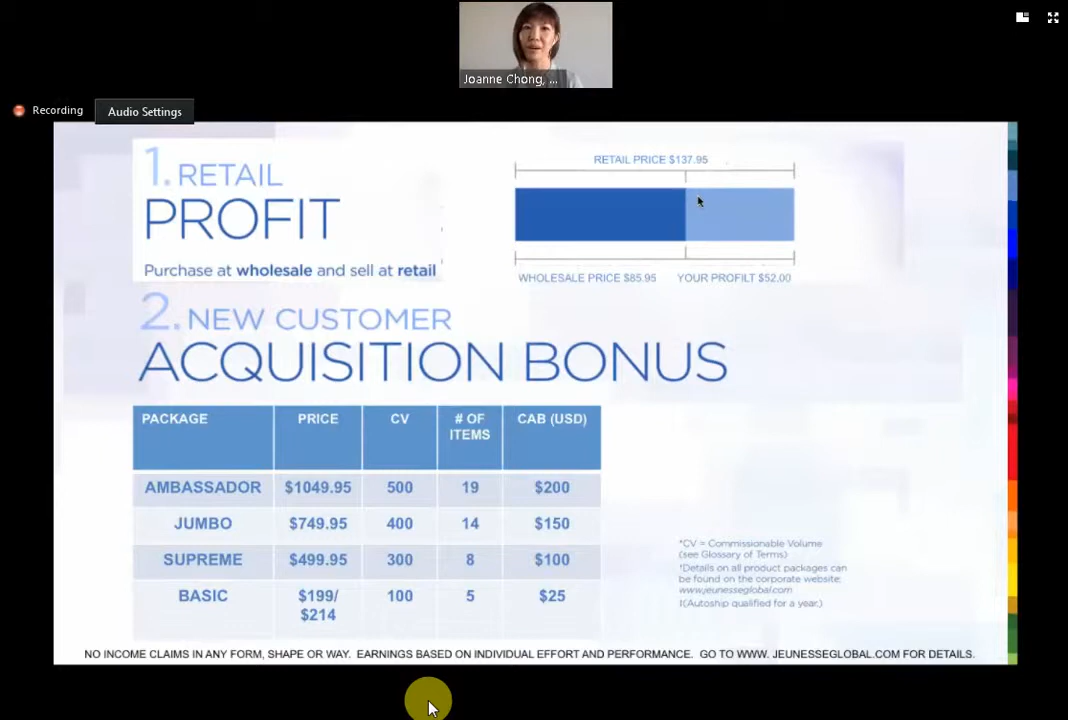 Joanne Chong, ...
Recording
Audio Settings
1. RETAIL
PROFIT
Purchase at wholesale and sell at retail
RETAIL PRICE $137.95
WHOLESALE PRICE $85.95 YOUR PROFILT $52.00
2. NEW CUSTOMER
ACQUISITION BONUS
PACKAGE PRICE CV # OF ITEMS CAB (USD)
AMBASSADOR $1049.95 500 19 $200
JUMBO $749.95 400 14 $150
SUPREME $499.95 300 8 $100
BASIC $199/ $214 100 5 $25
*CV = Commissionable Volume
(see Glossary of Terms)
*Details on all product packages can
be found on the corporate website:
www.jeunesseglobal.com
‡(Autoship qualified for a year.)
NO INCOME CLAIMS IN ANY FORM, SHAPE OR WAY. EARNINGS BASED ON INDIVIDUAL EFFORT AND PERFORMANCE. GO TO WWW. JEUNESSEGLOBAL.COM FOR DETAILS.